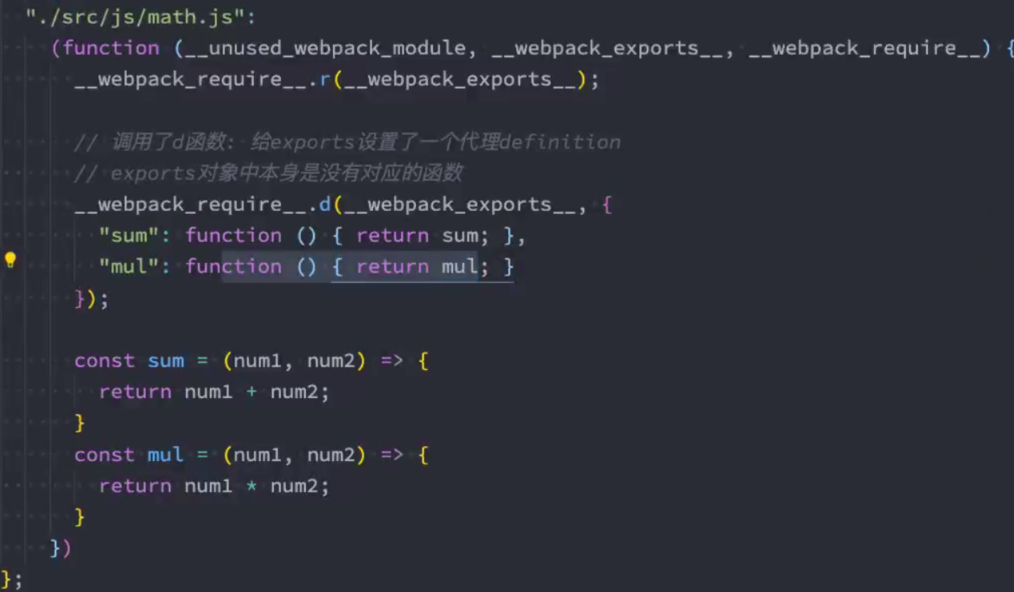 "./src/js/math.js":
(function (__unused_webpack_module, __webpack_exports__, __webpack_require__) {
__webpack_require__.r(__webpack_exports__);
// 调用了d函数: 给exports设置了一个代理definition
// exports对象中本身是没有对应的函数
__webpack_require__.d(__webpack_exports__, {
"sum": function () { return sum; },
"mul": function () { return mul; }
});
const sum = (num1, num2) => {
return num1 + num2;
}
const mul = (num1, num2) => {
return num1 * num2;
}
})
};